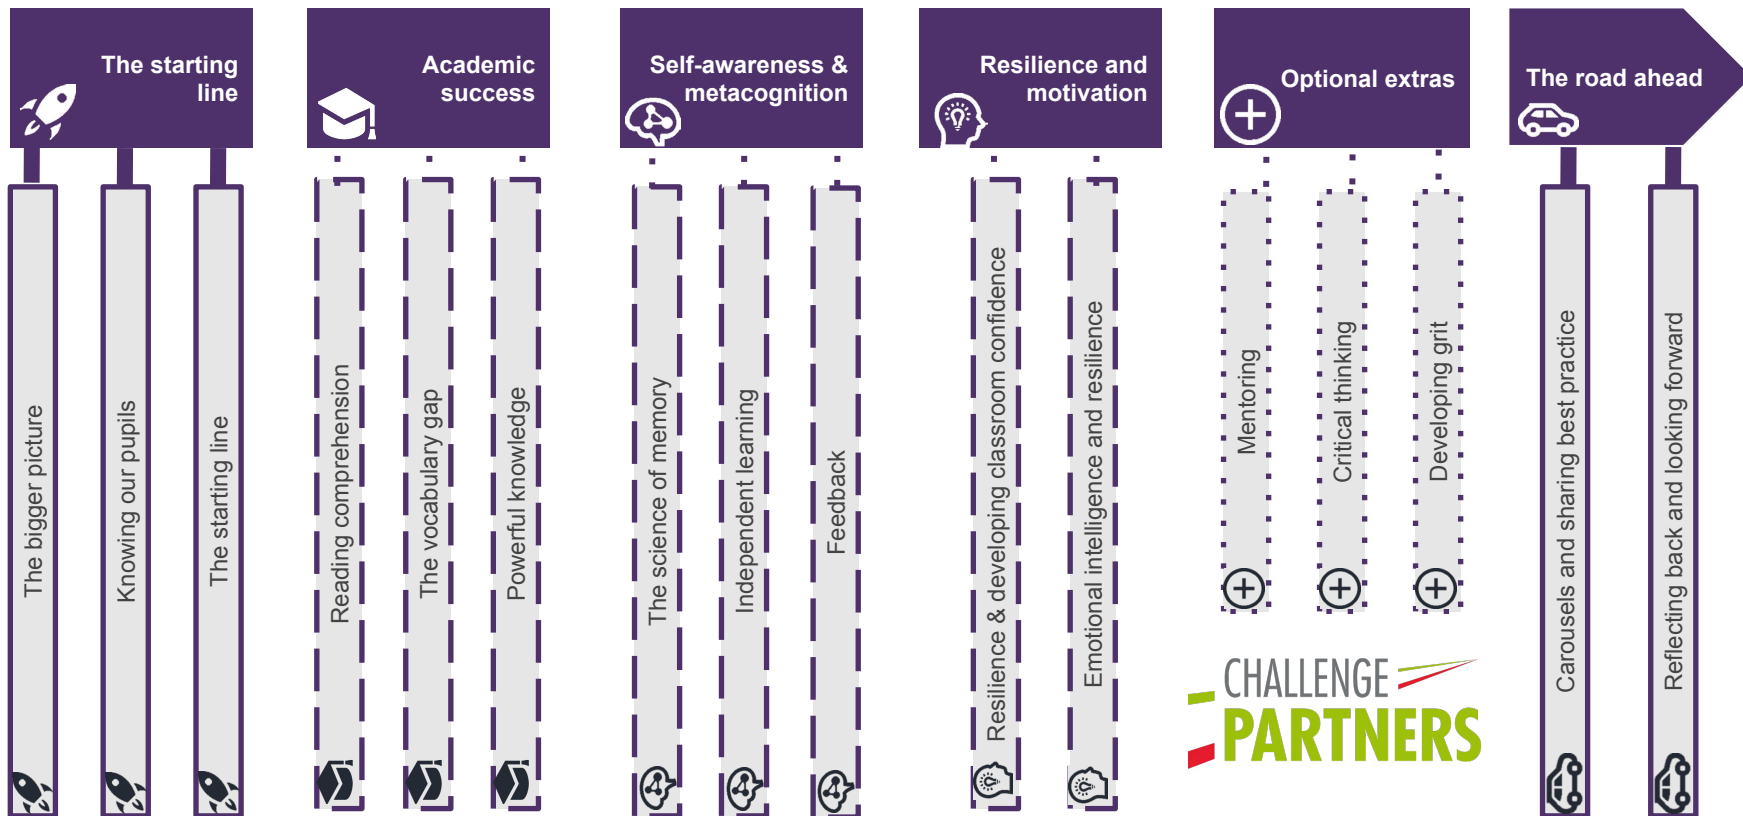 The starting
line
Academic
success
Self-awareness &
metacognition
Resilience and
motivation
Optional extras
The road ahead
The bigger picture
Knowing our pupils
The starting line
Reading comprehension
The vocabulary gap
Powerful knowledge
The science of memory
Independent learning
Feedback
Resilience & developing classroom confidence
Emotional intelligence and resilience
Mentoring
Critical thinking
Developing grit
Carousels and sharing best practice
Reflecting back and looking forward
CHALLENGE
PARTNERS